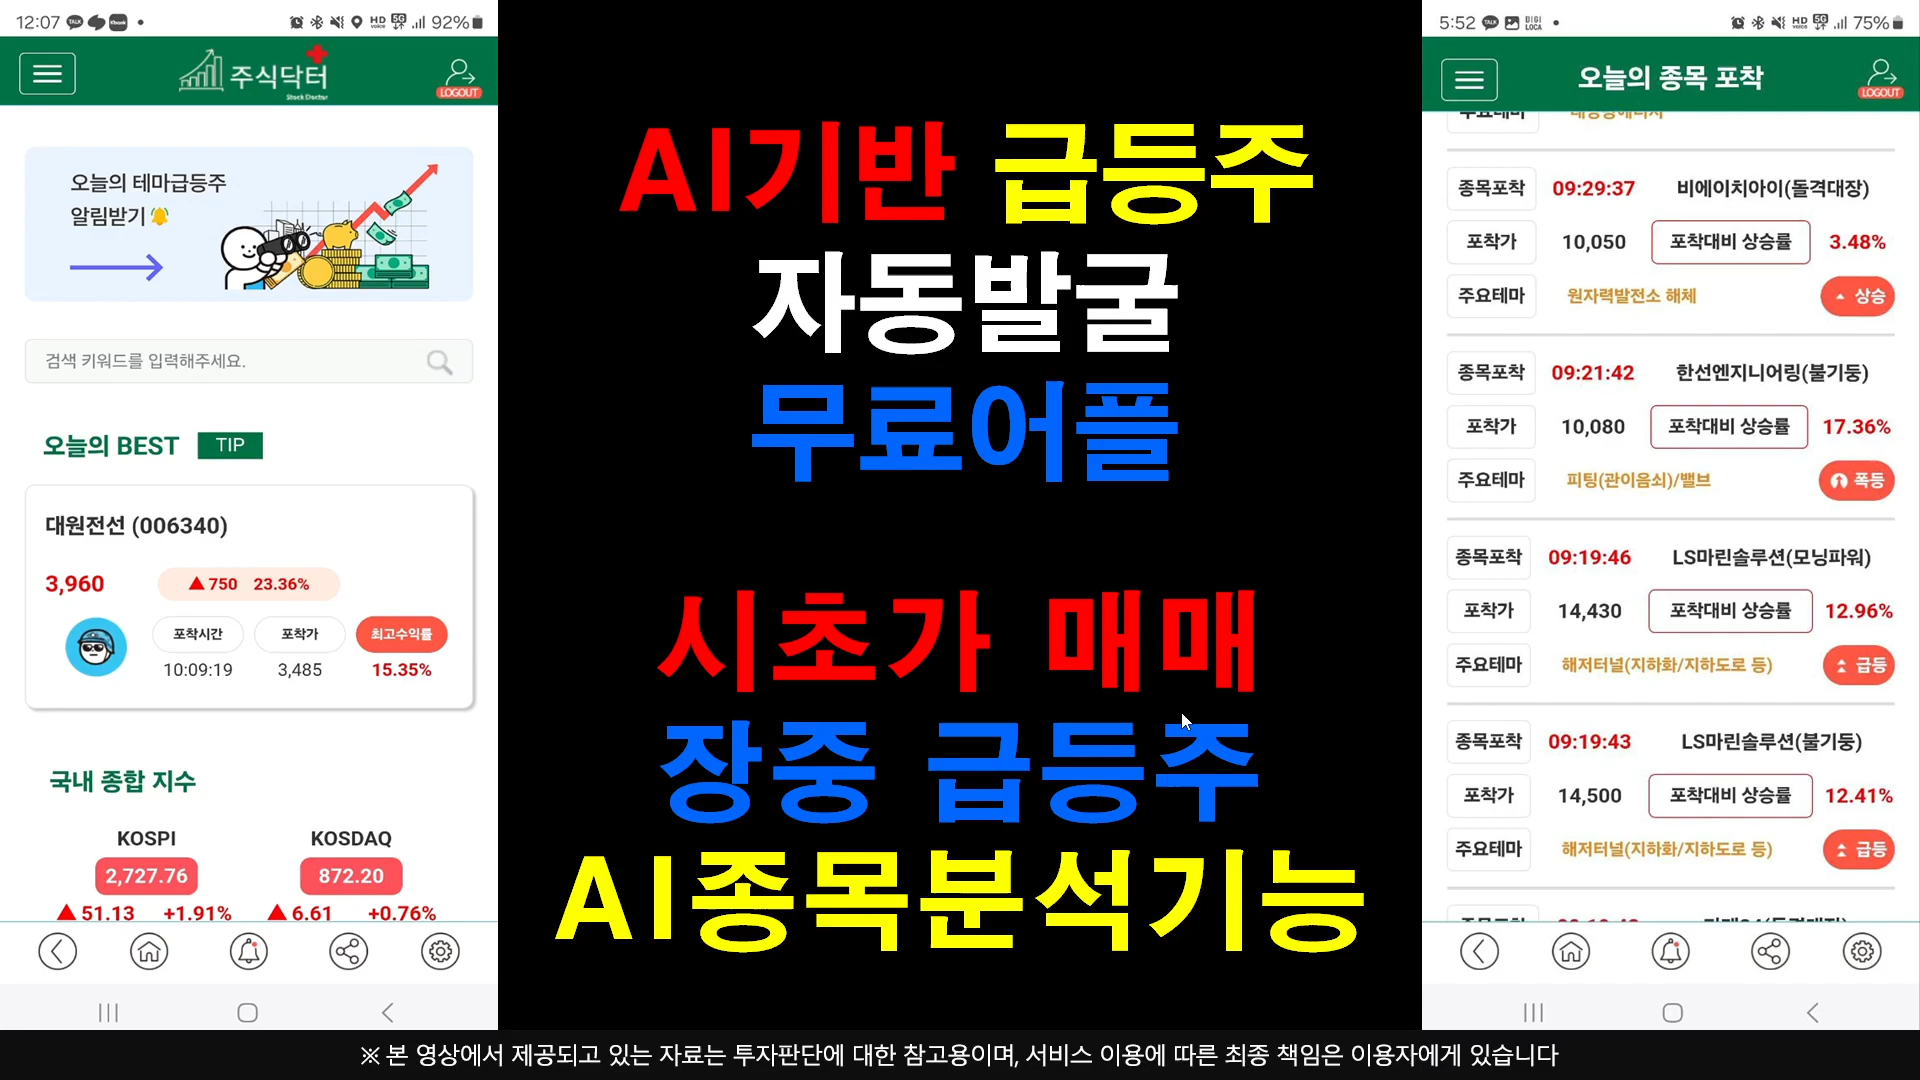 12:07
92%
주식닥터
Stock Doctor
LOGOUT
오늘의 테마급등주
알림받기
검색 키워드를 입력해주세요.
오늘의 BEST TIP
대원전선 (006340)
3,960 ▲750 23.36%
포착시간 포착가 최고수익률
10:09:19 3,485 15.35%
국내 종합 지수
KOSPI KOSDAQ
2,727.76 872.20
▲51.13 +1.91% ▲6.61 +0.76%
AI기반 급등주
자동발굴
무료어플
시초가 매매
장중 급등주
AI종목분석기능
5:52
75%
오늘의 종목 포착
LOGOUT
주요테마
종목포착 09:29:37 비에이치아이(돌격대장)
포착가 10,050 포착대비 상승률 3.48%
주요테마 원자력발전소 해체 상승
종목포착 09:21:42 한선엔지니어링(불기둥)
포착가 10,080 포착대비 상승률 17.36%
주요테마 피팅(관이음쇠)/밸브 폭등
종목포착 09:19:46 LS마린솔루션(모닝파워)
포착가 14,430 포착대비 상승률 12.96%
주요테마 해저터널(지하화/지하도로 등) 급등
종목포착 09:19:43 LS마린솔루션(불기둥)
포착가 14,500 포착대비 상승률 12.41%
주요테마 해저터널(지하화/지하도로 등) 급등
※ 본 영상에서 제공되고 있는 자료는 투자판단에 대한 참고용이며, 서비스 이용에 따른 최종 책임은 이용자에게 있습니다